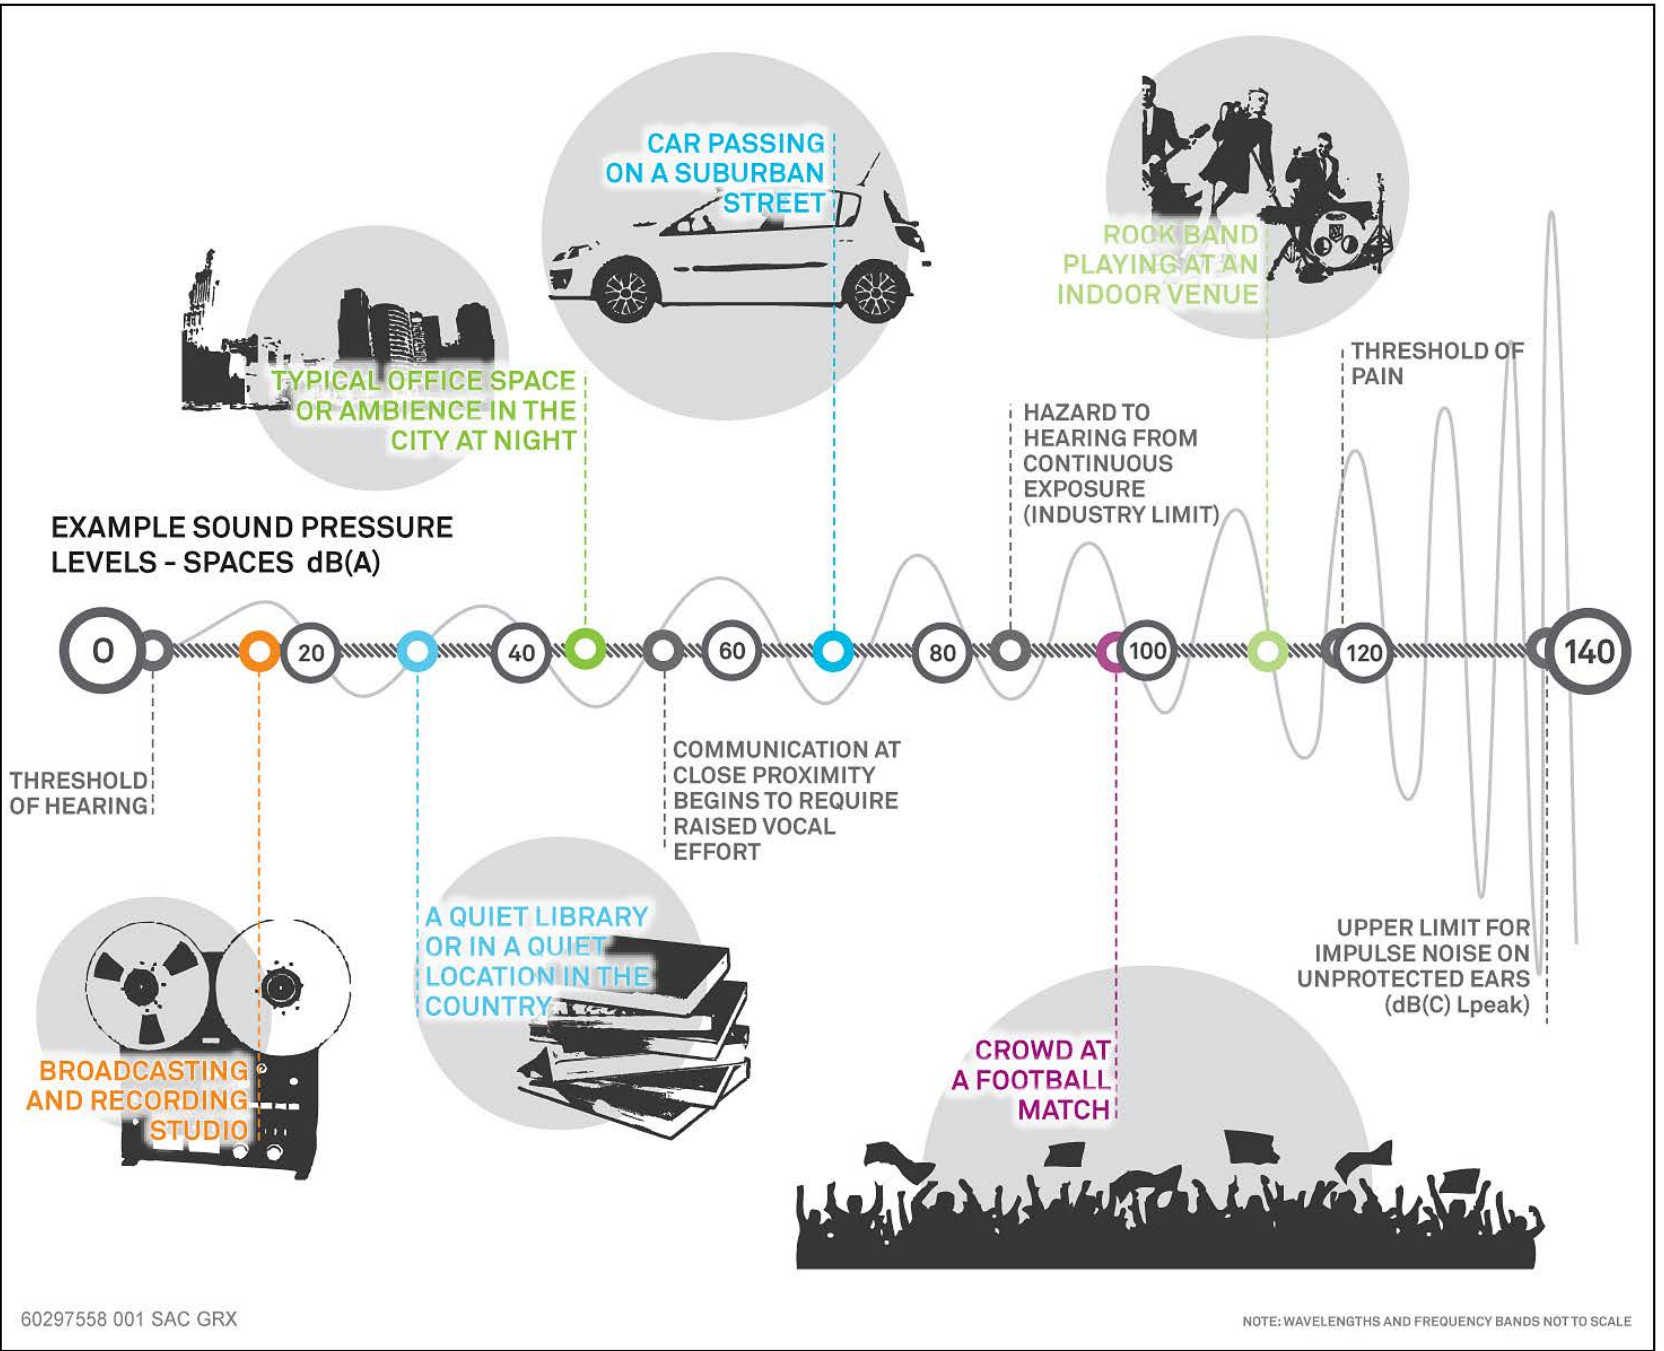 CAR PASSING
ON A SUBURBAN
STREET
ROCK BAND
PLAYING AT AN
INDOOR VENUE
THRESHOLD OF
PAIN
TYPICAL OFFICE SPACE
OR AMBIENCE IN THE
CITY AT NIGHT
HAZARD TO
HEARING FROM
CONTINUOUS
EXPOSURE
(INDUSTRY LIMIT)
EXAMPLE SOUND PRESSURE
LEVELS - SPACES dB(A)
0 20 40 60 80 100 120 140
THRESHOLD
OF HEARING
COMMUNICATION AT
CLOSE PROXIMITY
BEGINS TO REQUIRE
RAISED VOCAL
EFFORT
A QUIET LIBRARY
OR IN A QUIET
LOCATION IN THE
COUNTRY
UPPER LIMIT FOR
IMPULSE NOISE ON
UNPROTECTED EARS
(dB(C) Lpeak)
BROADCASTING
AND RECORDING
STUDIO
CROWD AT
A FOOTBALL
MATCH
60297558 001 SAC GRX
NOTE: WAVELENGTHS AND FREQUENCY BANDS NOT TO SCALE